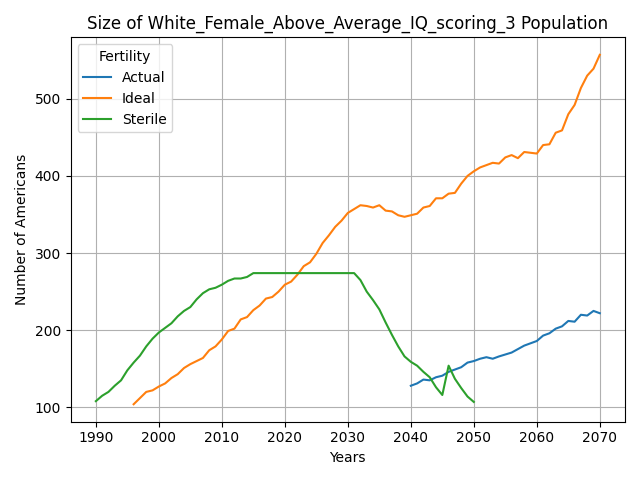 Size of White_Female_Above_Average_IQ_scoring_3 Population
Fertility
Actual
Ideal
Sterile
Number of Americans
500
400
300
200
100
1990 2000 2010 2020 2030 2040 2050 2060 2070
Years